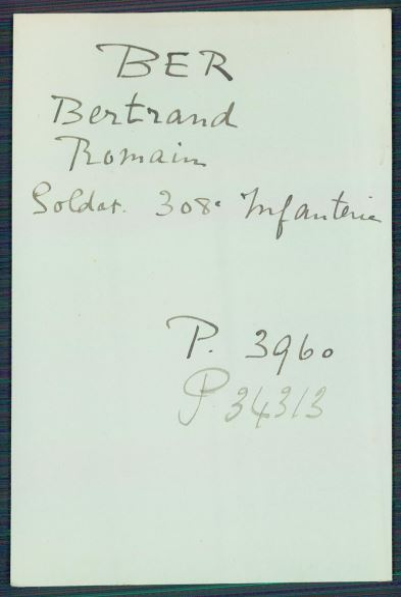 BER
Bertrand
Romain
Soldat. 308e Infanterie
P. 3960
P 34313